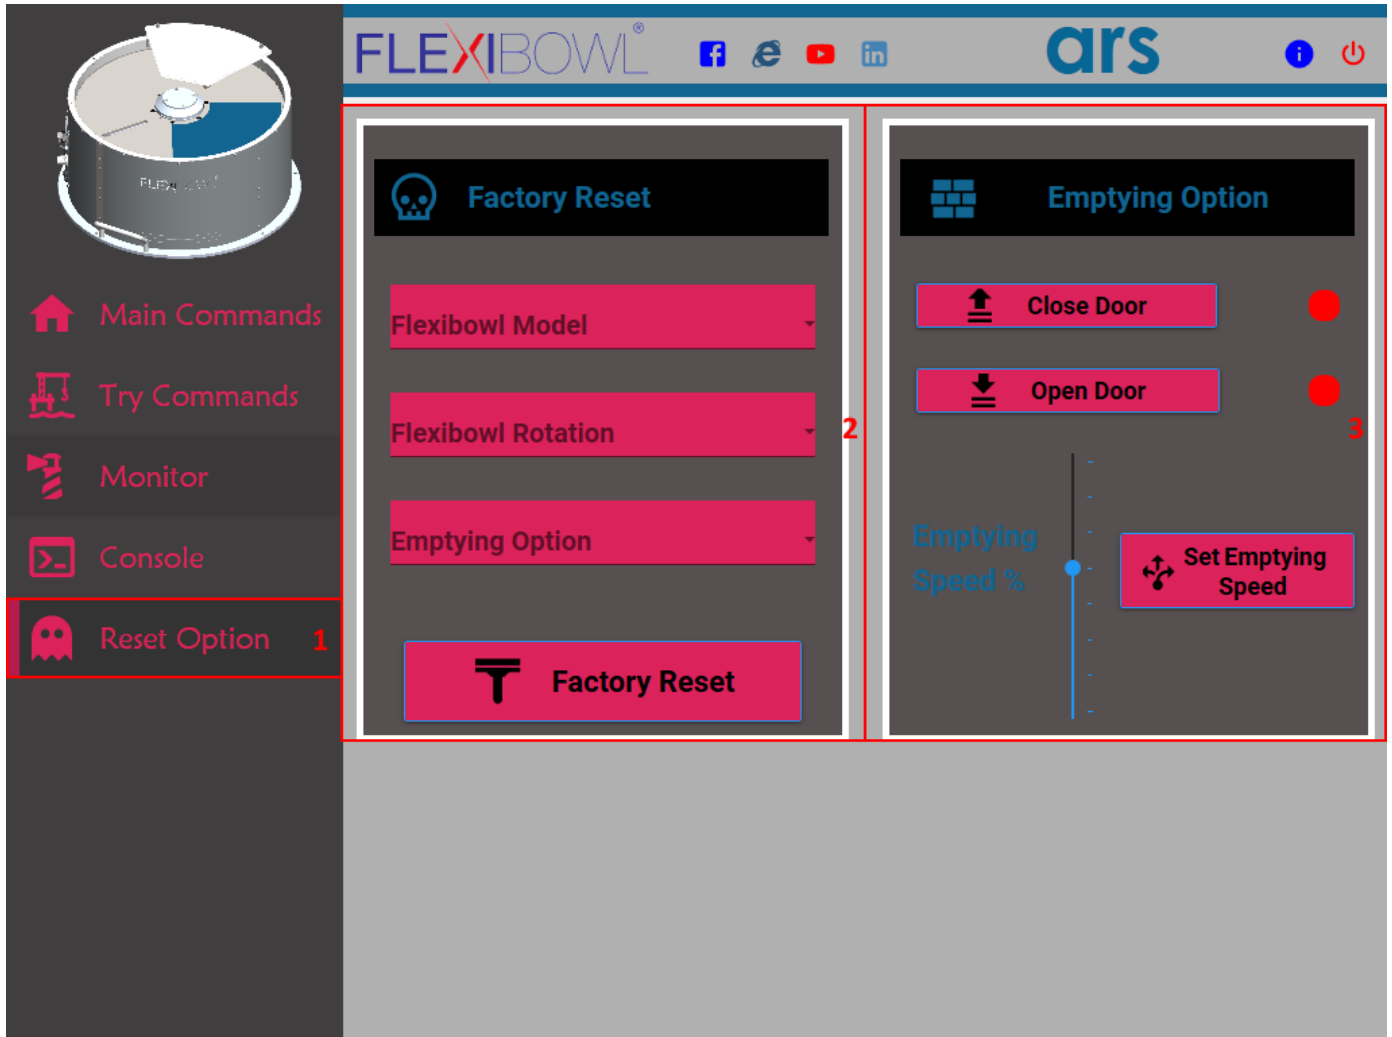 FLEXIBOWL®
ars
Main Commands
Try Commands
Monitor
Console
Reset Option 1
Factory Reset
Flexibowl Model
Flexibowl Rotation
Emptying Option
Factory Reset
2
Emptying Option
Close Door
Open Door
3
Emptying
Speed %
Set Emptying
Speed